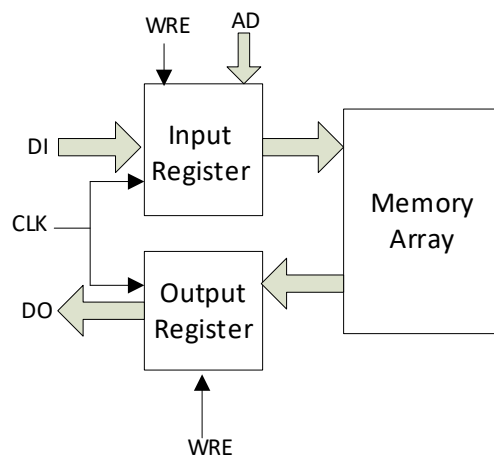 WRE
AD
DI
Input
Register
CLK
Memory
Array
DO
Output
Register
WRE